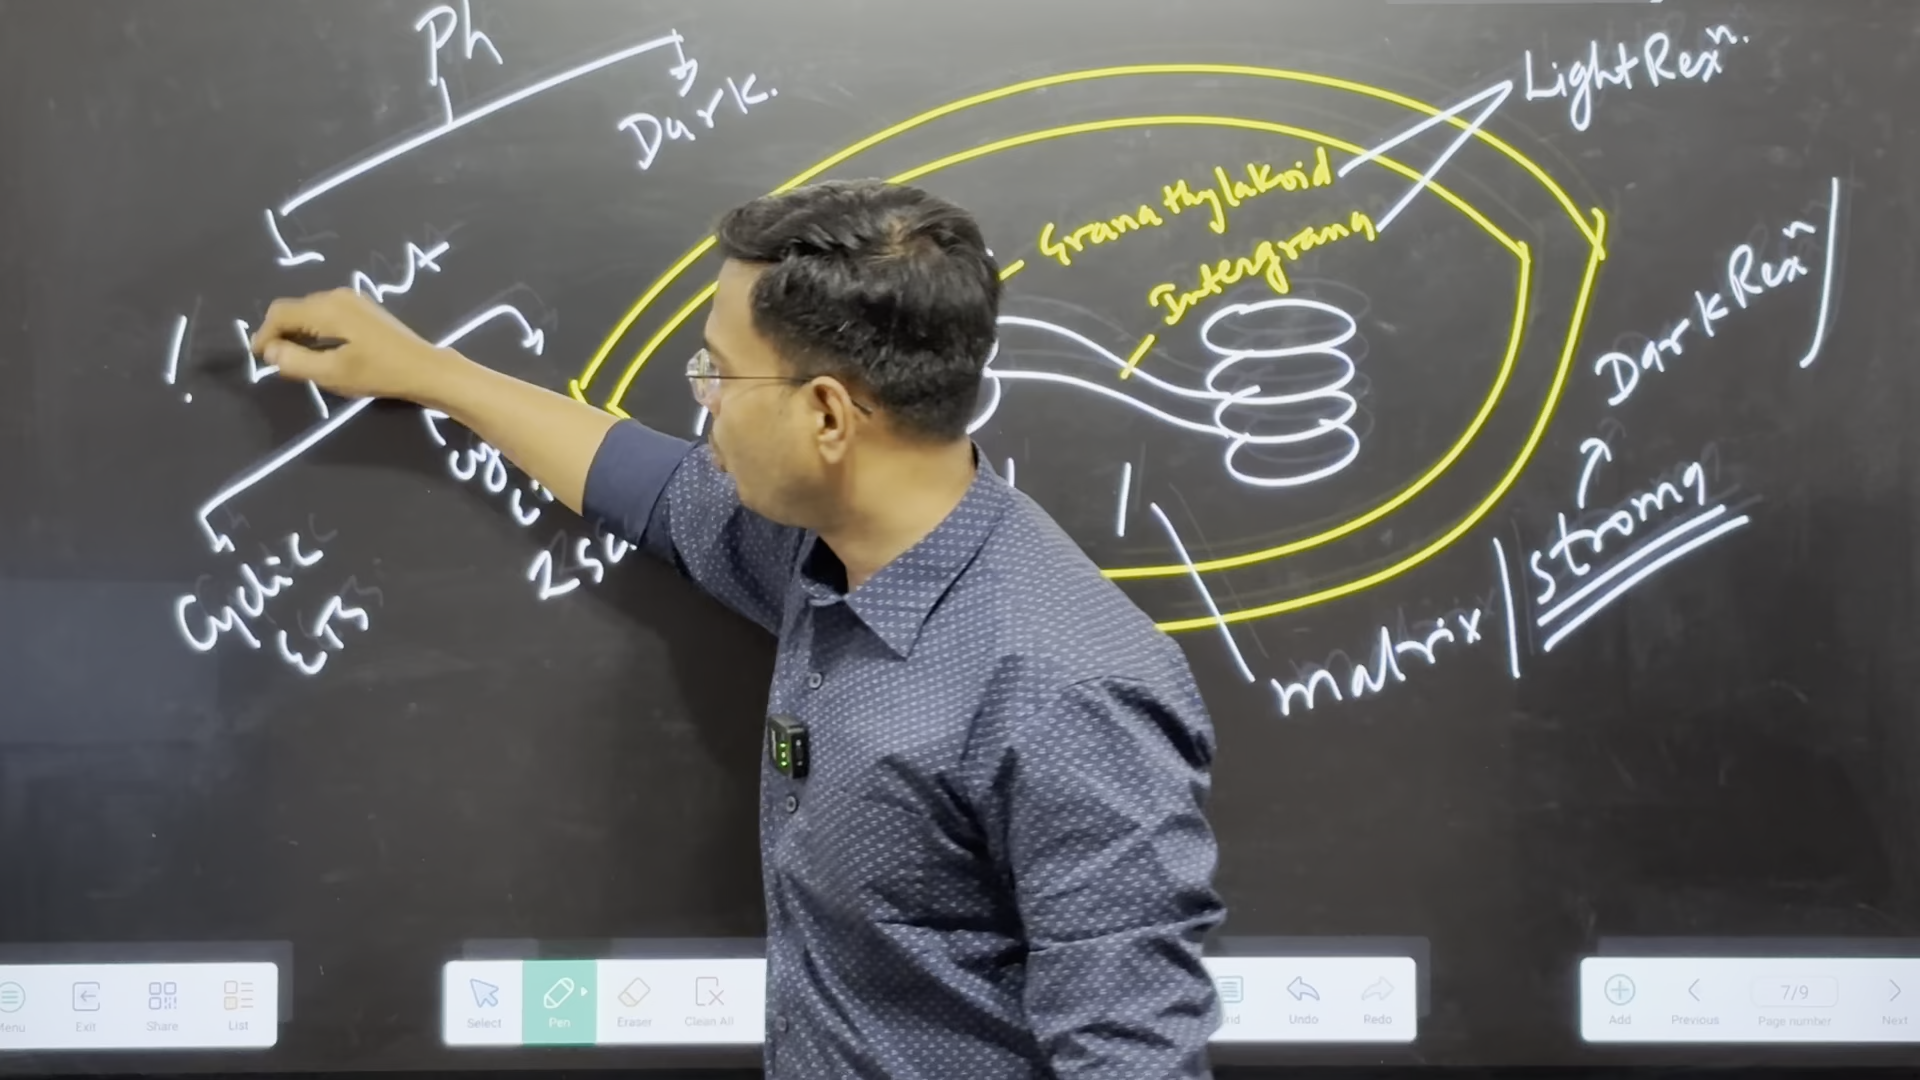 Ph
Dark.
Light Rexn.
Grana thylakoid
Intergrana
Dark Rexn
Cyclic
ETS
matrix / stroma
Menu
Exit
Share
List
Select
Pen
Eraser
Clean All
Undo
Redo
Add
Previous
7/9
Page number
Next